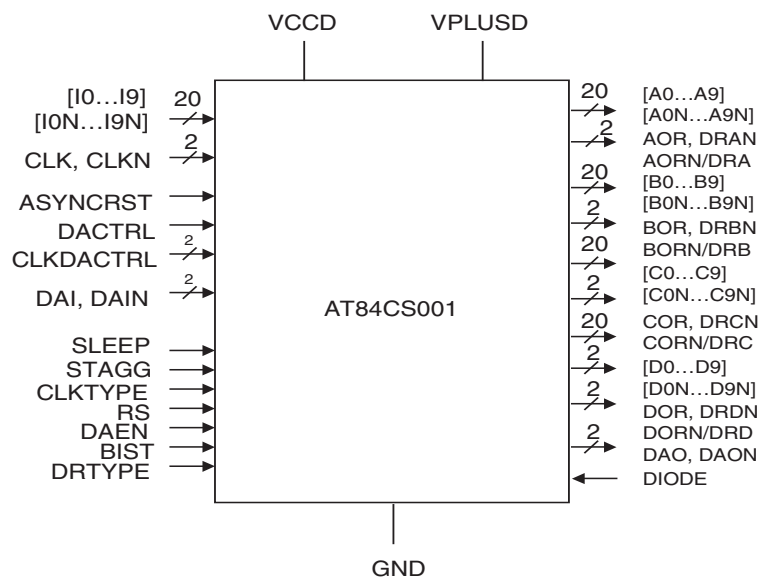 VCCD
VPLUSD
[I0...I9]
20
[I0N...I9N]
2
CLK, CLKN
ASYNCRST
DACTRL
2
CLKDACTRL
2
DAI, DAIN
SLEEP
STAGG
CLKTYPE
RS
DAEN
BIST
DRTYPE
AT84CS001
20
[A0...A9]
[A0N...A9N]
2
AOR, DRAN
AORN/DRA
20
[B0...B9]
[B0N...B9N]
2
BOR, DRBN
20
BORN/DRB
[C0...C9]
2
[C0N...C9N]
20
COR, DRCN
CORN/DRC
2
[D0...D9]
[D0N...D9N]
2
DOR, DRDN
DORN/DRD
2
DAO, DAON
DIODE
GND